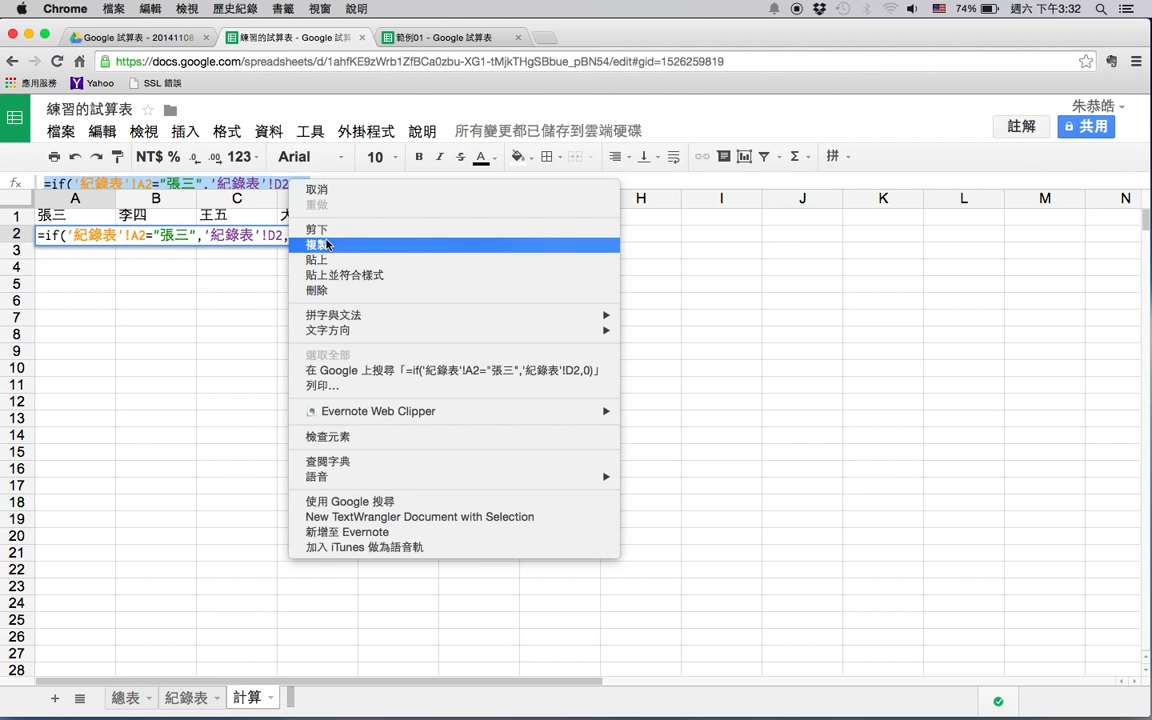 Chrome 檔案 編輯 檢視 歷史紀錄 書籤 視窗 說明 74% 週六 下午3:32
Google 試算表 - 20141108 練習的試算表 - Google 試算 範例01 - Google 試算表
https://docs.google.com/spreadsheets/d/1ahfKE9zWrb1ZfBCa0zbu-XG1-tMjkTHgSBbue_pBN54/edit#gid=1526259819
應用服務 Yahoo SSL 錯誤
練習的試算表 朱恭皓
檔案 編輯 檢視 插入 格式 資料 工具 外掛程式 說明 所有變更都已儲存到雲端硬碟 註解 共用
NT$ % .0 .00 123 Arial 10 B I S A Σ 拼
fx =if('紀錄表'!A2="張三",'紀錄表'!D2
A B C H I J K L M N
1 張三 李四 王五
2 =if('紀錄表'!A2="張三",'紀錄表'!D2,
3
4
5
6
7
8
9
10
11
12
13
14
15
16
17
18
19
20
21
22
23
24
25
26
27
28
取消
重做
剪下
複製
貼上
貼上並符合樣式
刪除
拼字與文法
文字方向
選取全部
在 Google 上搜尋「=if('紀錄表'!A2="張三",'紀錄表'!D2,0)」
列印…
Evernote Web Clipper
檢查元素
查閱字典
語音
使用 Google 搜尋
New TextWrangler Document with Selection
新增至 Evernote
加入 iTunes 做為語音軌
+ 總表 紀錄表 計算